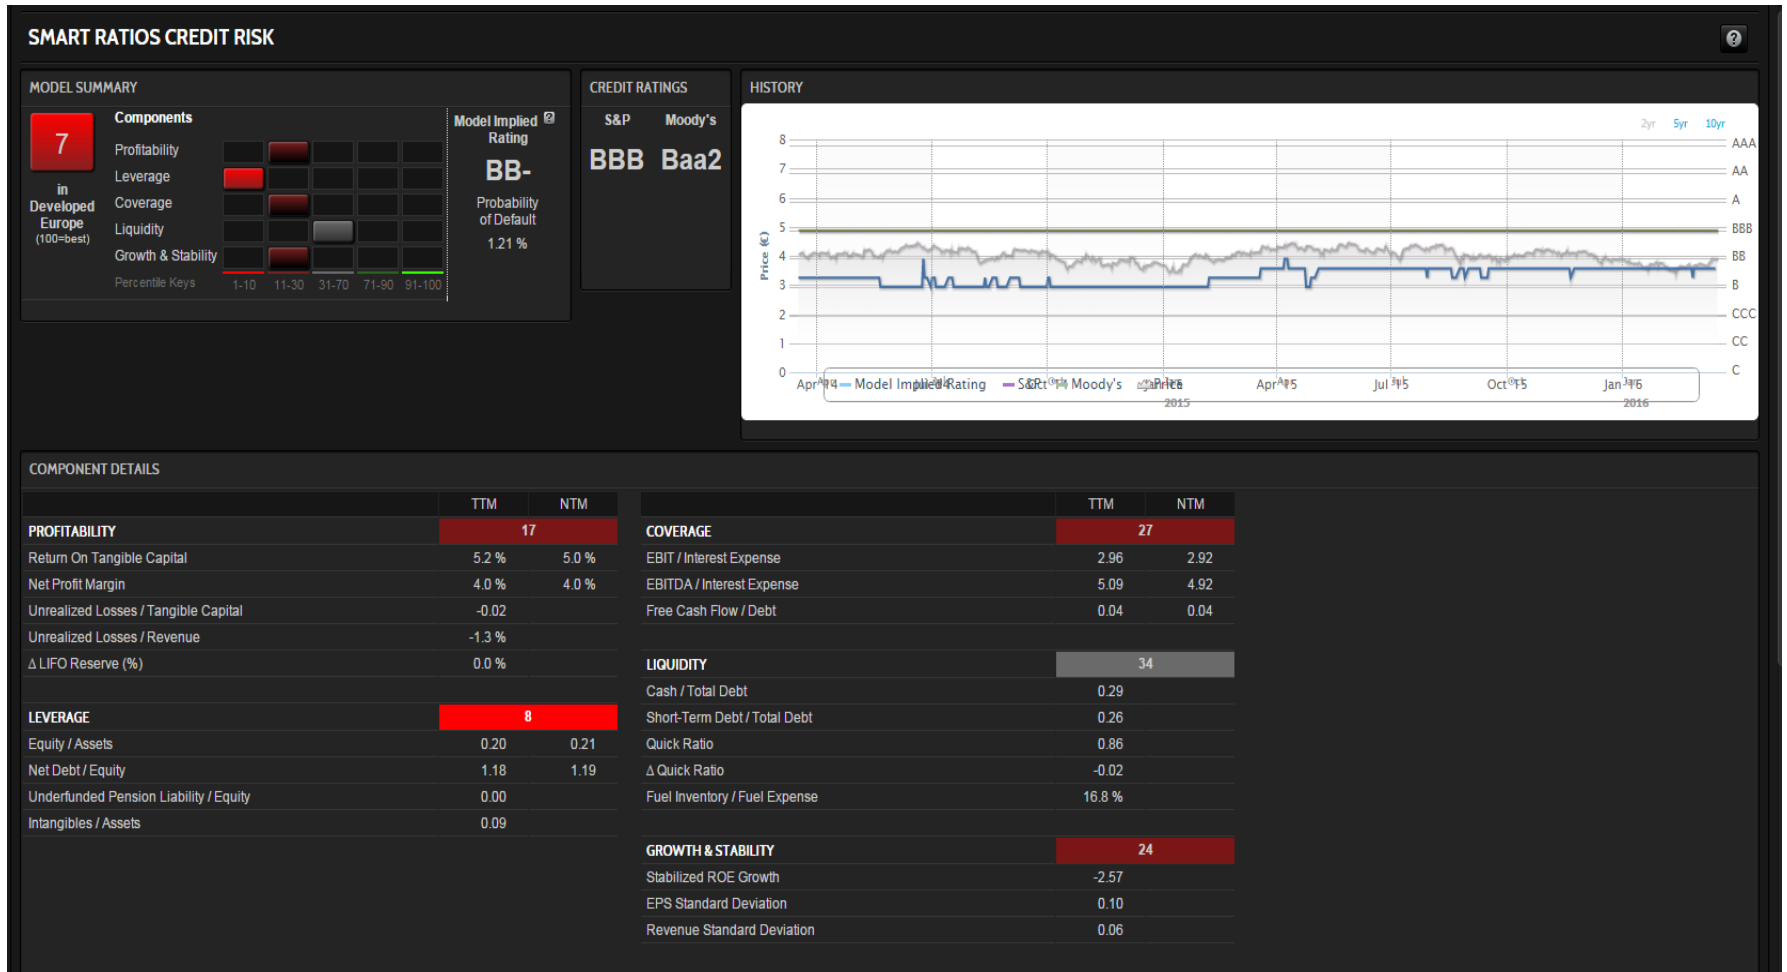 SMART RATIOS CREDIT RISK
MODEL SUMMARY
7
in
Developed
Europe
(100=best)
Components
Profitability
Leverage
Coverage
Liquidity
Growth & Stability
Percentile Keys 1-10 11-30 31-70 71-90 91-100
Model Implied
Rating
BB-
Probability
of Default
1.21 %
CREDIT RATINGS
S&P Moody's
BBB Baa2
HISTORY
2yr 5yr 10yr
Price (€)
8 AAA
7 AA
6 A
5 BBB
4 BB
3 B
2 CCC
1 CC
0 C
Model Implied Rating S&P Moody's Price
Apr '15 Jul '15 Oct '15 Jan '16
2015 2016
COMPONENT DETAILS
TTM NTM
PROFITABILITY 17
Return On Tangible Capital 5.2 % 5.0 %
Net Profit Margin 4.0 % 4.0 %
Unrealized Losses / Tangible Capital -0.02
Unrealized Losses / Revenue -1.3 %
Δ LIFO Reserve (%) 0.0 %
LEVERAGE 8
Equity / Assets 0.20 0.21
Net Debt / Equity 1.18 1.19
Underfunded Pension Liability / Equity 0.00
Intangibles / Assets 0.09
TTM NTM
COVERAGE 27
EBIT / Interest Expense 2.96 2.92
EBITDA / Interest Expense 5.09 4.92
Free Cash Flow / Debt 0.04 0.04
LIQUIDITY 34
Cash / Total Debt 0.29
Short-Term Debt / Total Debt 0.26
Quick Ratio 0.86
Δ Quick Ratio -0.02
Fuel Inventory / Fuel Expense 16.8 %
GROWTH & STABILITY 24
Stabilized ROE Growth -2.57
EPS Standard Deviation 0.10
Revenue Standard Deviation 0.06